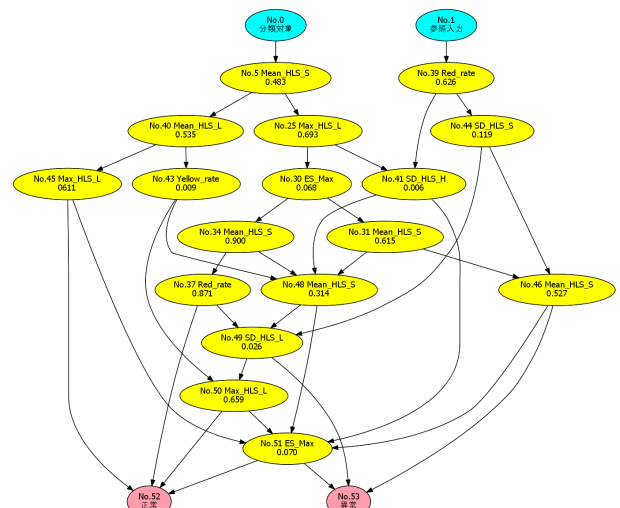 No.0
分類対象
No.1
参照入力
No.5 Mean_HLS_S
0.483
No.39 Red_rate
0.626
No.40 Mean_HLS_L
0.535
No.25 Max_HLS_L
0.693
No.44 SD_HLS_S
0.119
No.45 Max_HLS_L
0611
No.43 Yellow_rate
0.009
No.30 ES_Max
0.068
No.41 SD_HLS_H
0.006
No.34 Mean_HLS_S
0.900
No.31 Mean_HLS_S
0.615
No.37 Red_rate
0.871
No.48 Mean_HLS_S
0.314
No.46 Mean_HLS_S
0.527
No.49 SD_HLS_L
0.026
No.50 Max_HLS_L
0.659
No.51 ES_Max
0.070
No.52
正常
No.53
異常